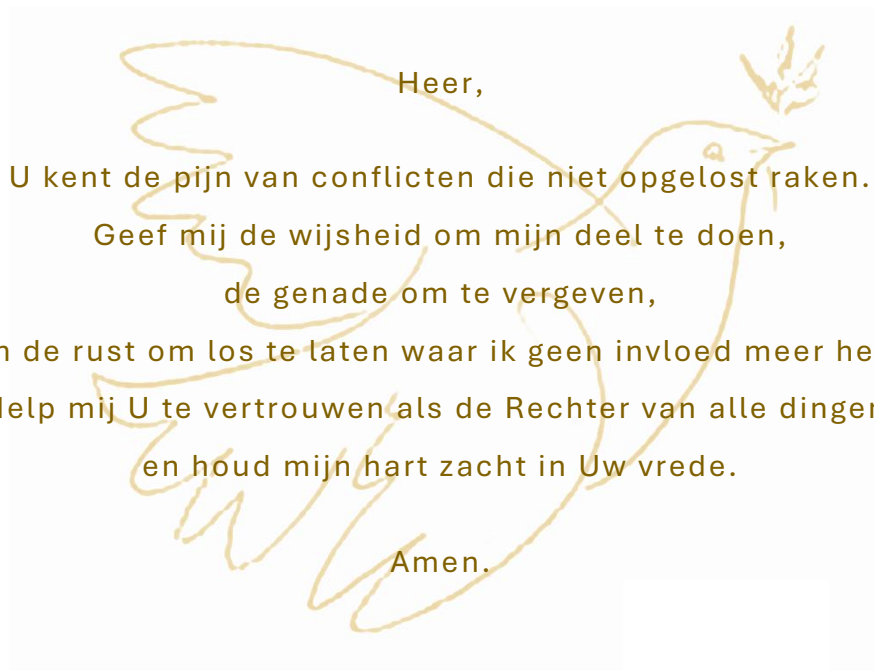 Heer,
U kent de pijn van conflicten die niet opgelost raken.
Geef mij de wijsheid om mijn deel te doen,
de genade om te vergeven,
de rust om los te laten waar ik geen invloed meer
mij U te vertrouwen als de Rechter van alle
en houd mijn hart zacht in Uw vrede.
Amen.